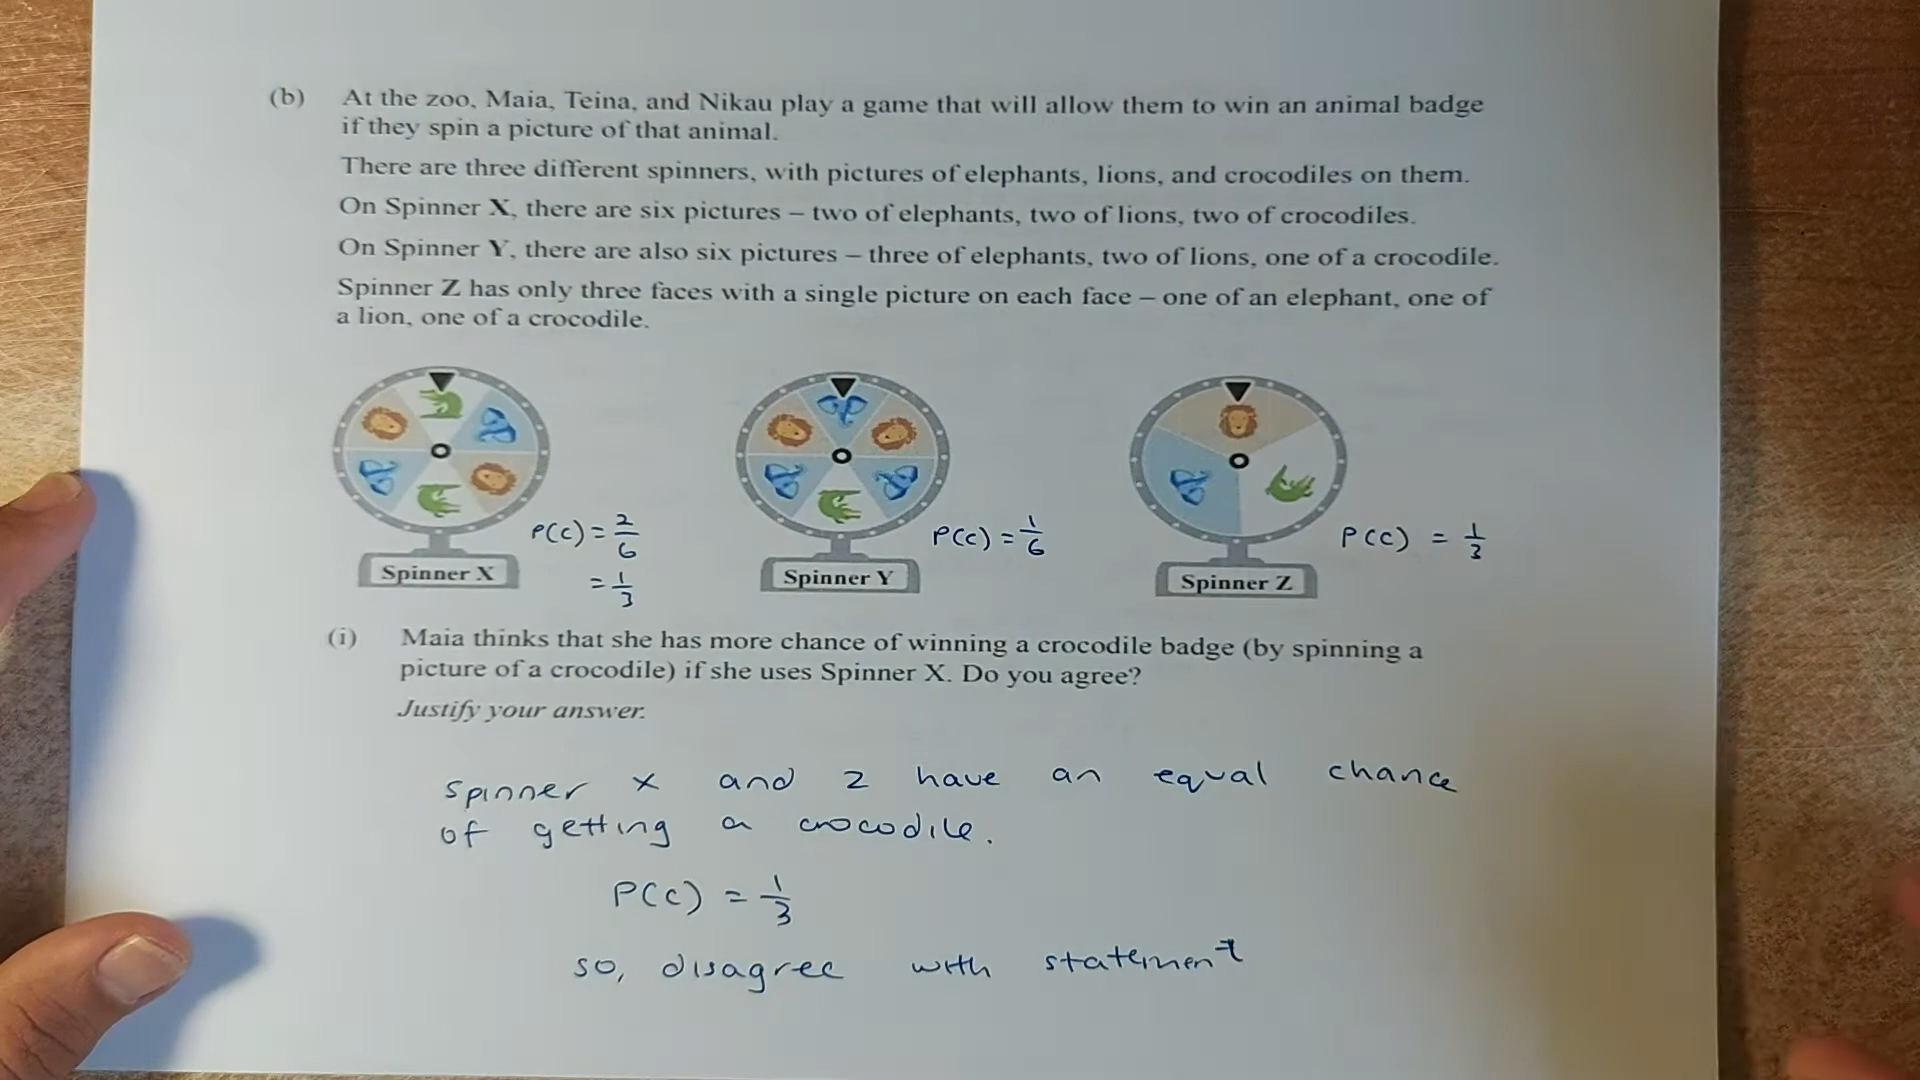 (b) At the zoo, Maia, Teina, and Nikau play a game that will allow them to win an animal badge
if they spin a picture of that animal.
There are three different spinners, with pictures of elephants, lions, and crocodiles on them.
On Spinner X, there are six pictures – two of elephants, two of lions, two of crocodiles.
On Spinner Y, there are also six pictures – three of elephants, two of lions, one of a crocodile.
Spinner Z has only three faces with a single picture on each face – one of an elephant, one of
a lion, one of a crocodile.
P(C) = 2/6
= 1/3
Spinner X
P(C) = 1/6
Spinner Y
P(C) = 1/3
Spinner Z
(i) Maia thinks that she has more chance of winning a crocodile badge (by spinning a
picture of a crocodile) if she uses Spinner X. Do you agree?
Justify your answer.
spinner x and z have an equal chance
of getting a crocodile.
P(C) = 1/3
so, disagree with statement